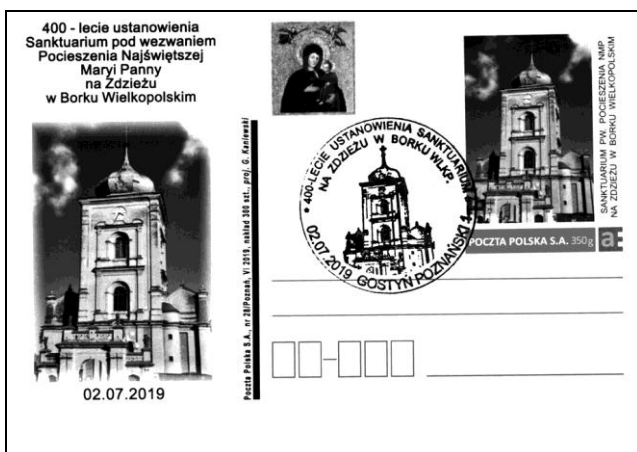 400 - lecie ustanowienia
Sanktuarium pod wezwaniem
Pocieszenia Najświętszej
Maryi Panny
na Zdzieżu
w Borku Wielkopolskim
02.07.2019
Poczta Polska S.A., nr 28/Poznań, VI 2019, nakład 300 szt., proj. G. Kaniewski
* 400-LECIE USTANOWIENIA SANKTUARIUM
NA ZDZIEŻU W BORKU WLKP.
02.07.2019 GOSTYŃ POZNAŃSKI 4
SANKTUARIUM PW. POCIESZENIA NMP
NA ZDZIEŻU W BORKU WIELKOPOLSKIM
POCZTA POLSKA S.A. 350g